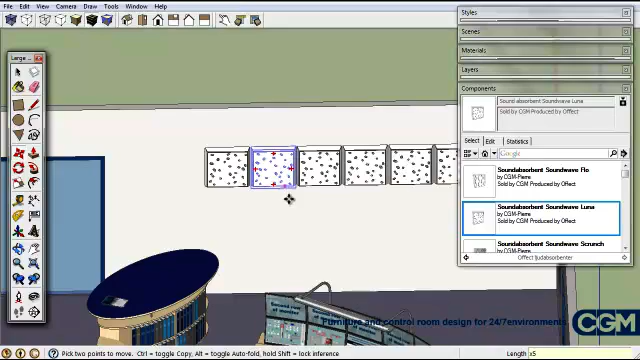 File Edit View Camera Draw Tools Window Help
Large ...
Styles
Scenes
Materials
Layers
Components
Sound absorbent Soundwave Luna
Sold by CGM Produced by Offect
Select Edit Statistics
Google
Soundabsorbent Soundwave Flo
by CGM-Pierre
Sold by CGM Produced by Offect
Soundabsorbent Soundwave Luna
by CGM-Pierre
Sold by CGM Produced by Offect
Soundabsorbent Soundwave Scrunch
by CGM-Pierre
Offect ljudabsorbenter
Furniture and control room design for 24/7environments
CGM
Pick two points to move. Ctrl = toggle Copy, Alt = toggle Auto-fold, hold Shift = lock inference
Length x5